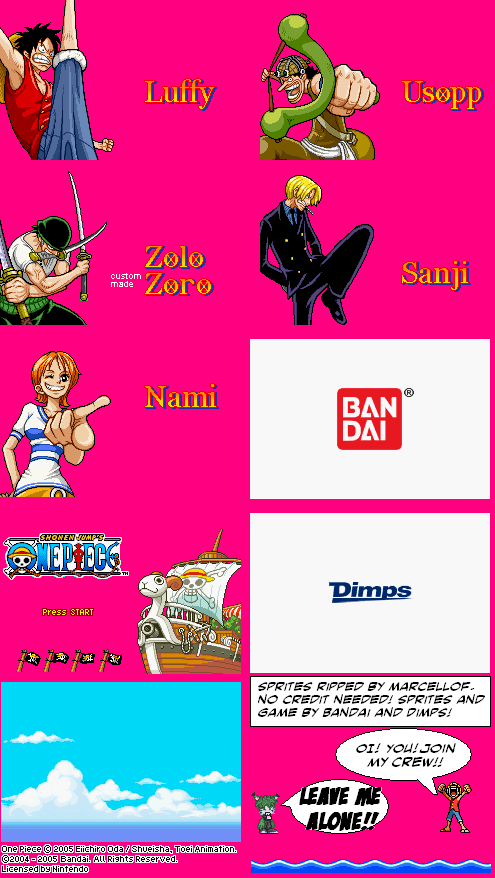 Luffy
Usopp
custom
made
Zolo
Zoro
Sanji
Nami
BAN
DAI
®
SHONEN JUMP'S
ONE PIECE
TM
Press START
Dimps
SPRITES RIPPED BY MARCELLOF.
NO CREDIT NEEDED! SPRITES AND
GAME BY BANDAI AND DIMPS!
OI! YOU! JOIN
MY CREW!!
LEAVE ME
ALONE!!
One Piece © 2005 Eiichiro Oda / Shueisha, Toei Animation.
©2004 - 2005 Bandai. All Rights Reserved.
Licensed by Nintendo